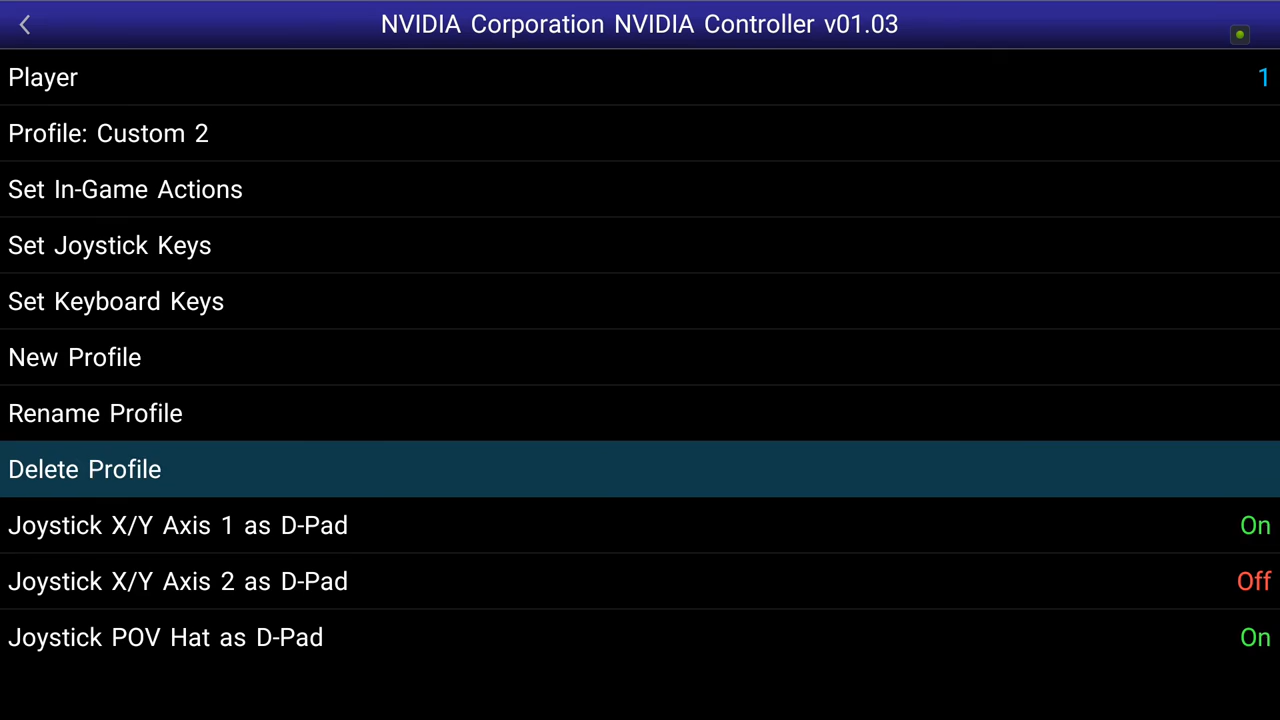 NVIDIA Corporation NVIDIA Controller v01.03
Player 1
Profile: Custom 2
Set In-Game Actions
Set Joystick Keys
Set Keyboard Keys
New Profile
Rename Profile
Delete Profile
Joystick X/Y Axis 1 as D-Pad On
Joystick X/Y Axis 2 as D-Pad Off
Joystick POV Hat as D-Pad On